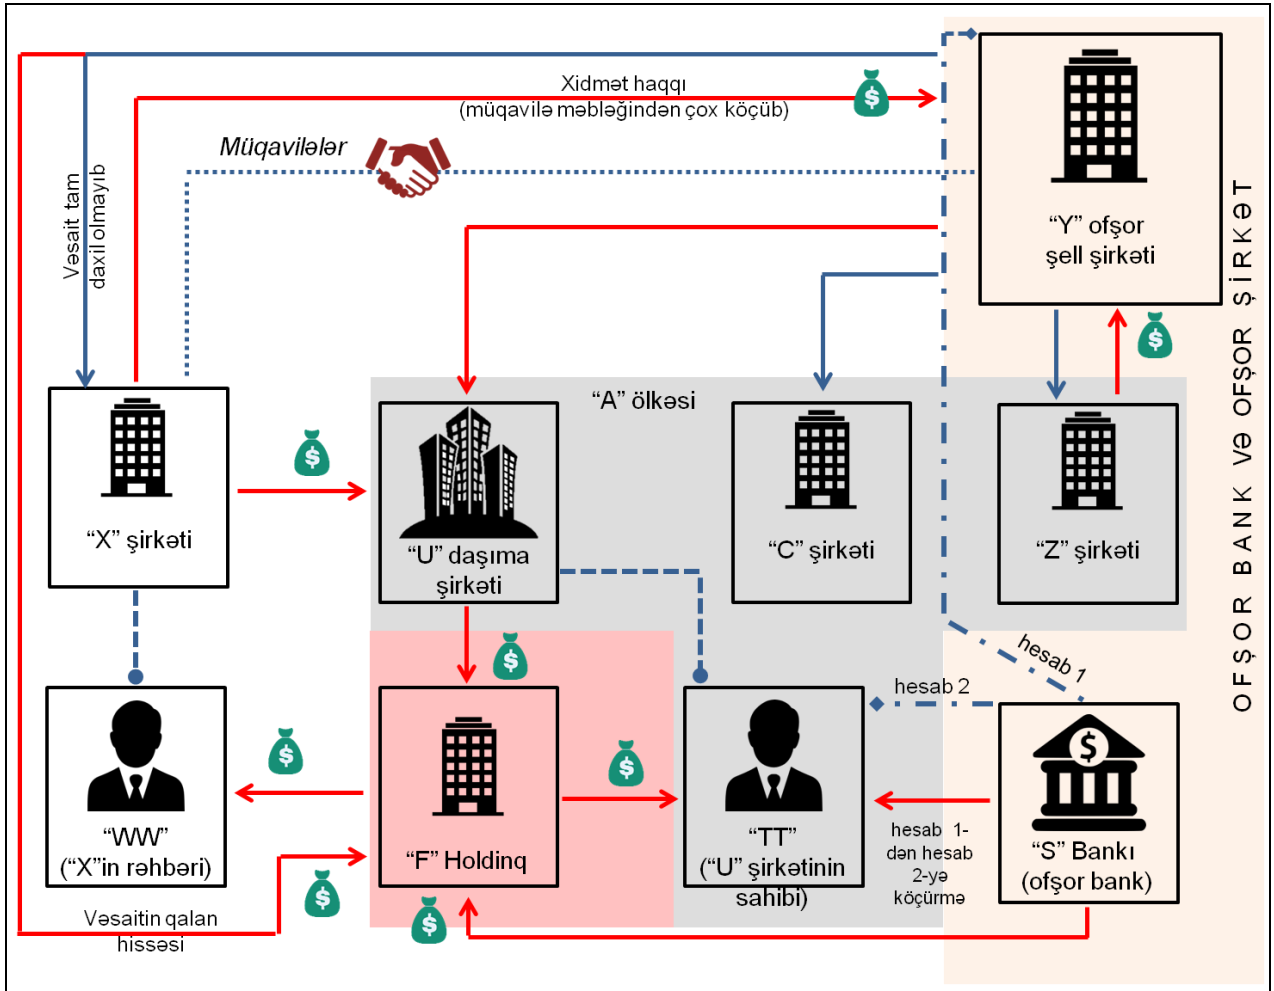 Xidmət haqqı
(müqavilə məbləğindən çox köçüb)
Müqavilələr
Vəsait tam
daxil olmayıb
“Y” ofşor
şell şirkəti
OFŞOR BANK VƏ OFŞOR ŞİRKƏT
“A” ölkəsi
“X” şirkəti
“U” daşıma
şirkəti
“C” şirkəti
“Z” şirkəti
hesab 1
hesab 2
“WW”
(“X”in rəhbəri)
“F” Holdinq
“TT”
(“U” şirkətinin
sahibi)
hesab 1-
dən hesab
2-yə
köçürmə
“S” Bankı
(ofşor bank)
Vəsaitin qalan
hissəsi